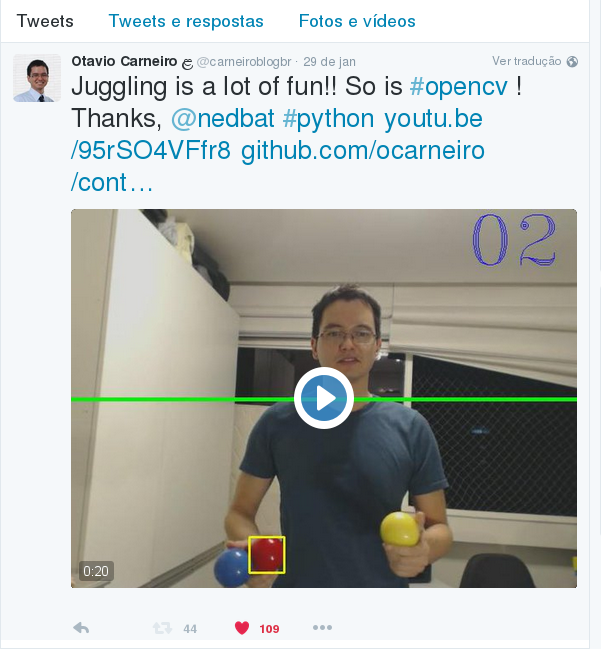 Tweets Tweets e respostas Fotos e vídeos
Otavio Carneiro @carneiroblogbr · 29 de jan Ver tradução
Juggling is a lot of fun!! So is #opencv !
Thanks, @nedbat #python youtu.be
/95rSO4VFfr8 github.com/ocarneiro
/cont…
02
0:20
44 109